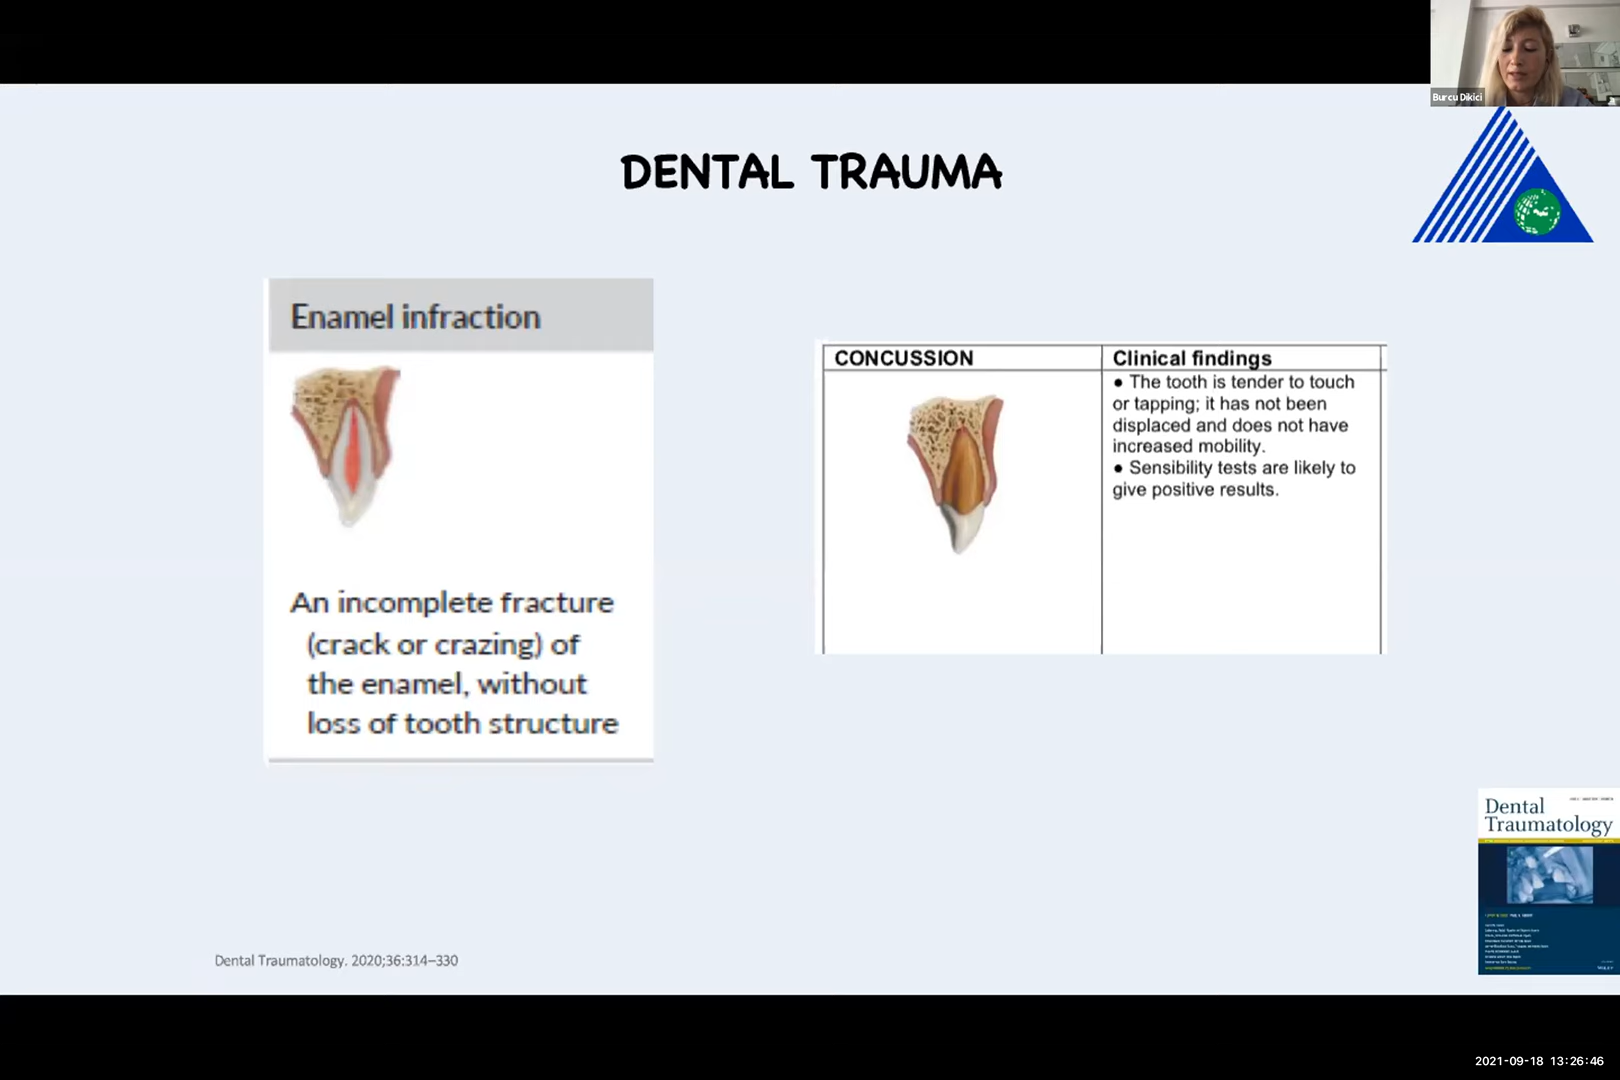 Burcu Dikici
DENTAL TRAUMA
Enamel infraction
An incomplete fracture
(crack or crazing) of
the enamel, without
loss of tooth structure
CONCUSSION
Clinical findings
● The tooth is tender to touch
or tapping; it has not been
displaced and does not have
increased mobility.
● Sensibility tests are likely to
give positive results.
Dental
Traumatology
WILEY
Dental Traumatology. 2020;36:314–330
2021-09-18 13:26:46